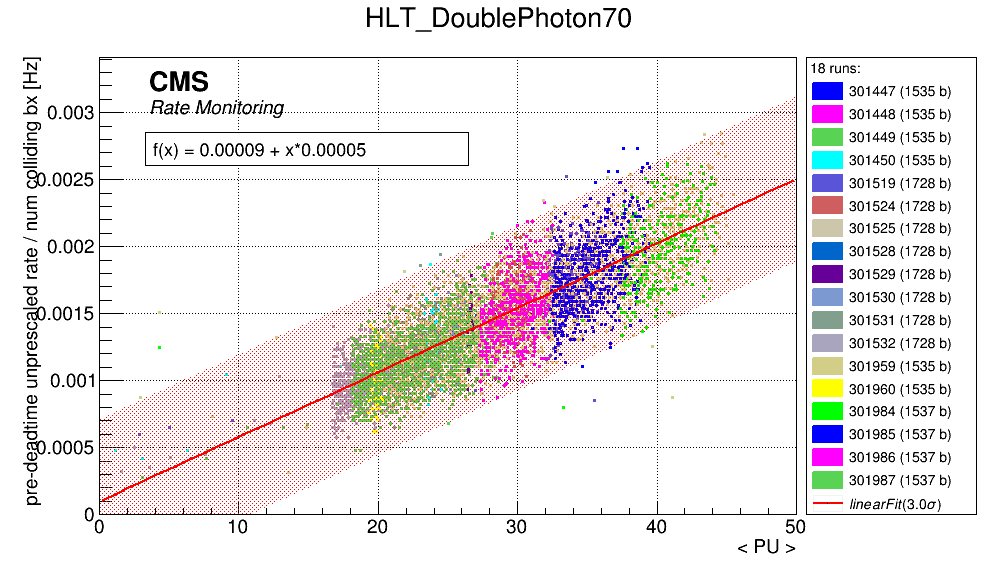 HLT_DoublePhoton70
pre-deadtime unprescaled rate / num colliding bx [Hz]
CMS
Rate Monitoring
f(x) = 0.00009 + x*0.00005
0.003
0.0025
0.002
0.0015
0.001
0.0005
0
0 10 20 30 40 50
< PU >
18 runs:
301447 (1535 b)
301448 (1535 b)
301449 (1535 b)
301450 (1535 b)
301519 (1728 b)
301524 (1728 b)
301525 (1728 b)
301528 (1728 b)
301529 (1728 b)
301530 (1728 b)
301531 (1728 b)
301532 (1728 b)
301959 (1535 b)
301960 (1535 b)
301984 (1537 b)
301985 (1537 b)
301986 (1537 b)
301987 (1537 b)
linearFit(3.0σ)